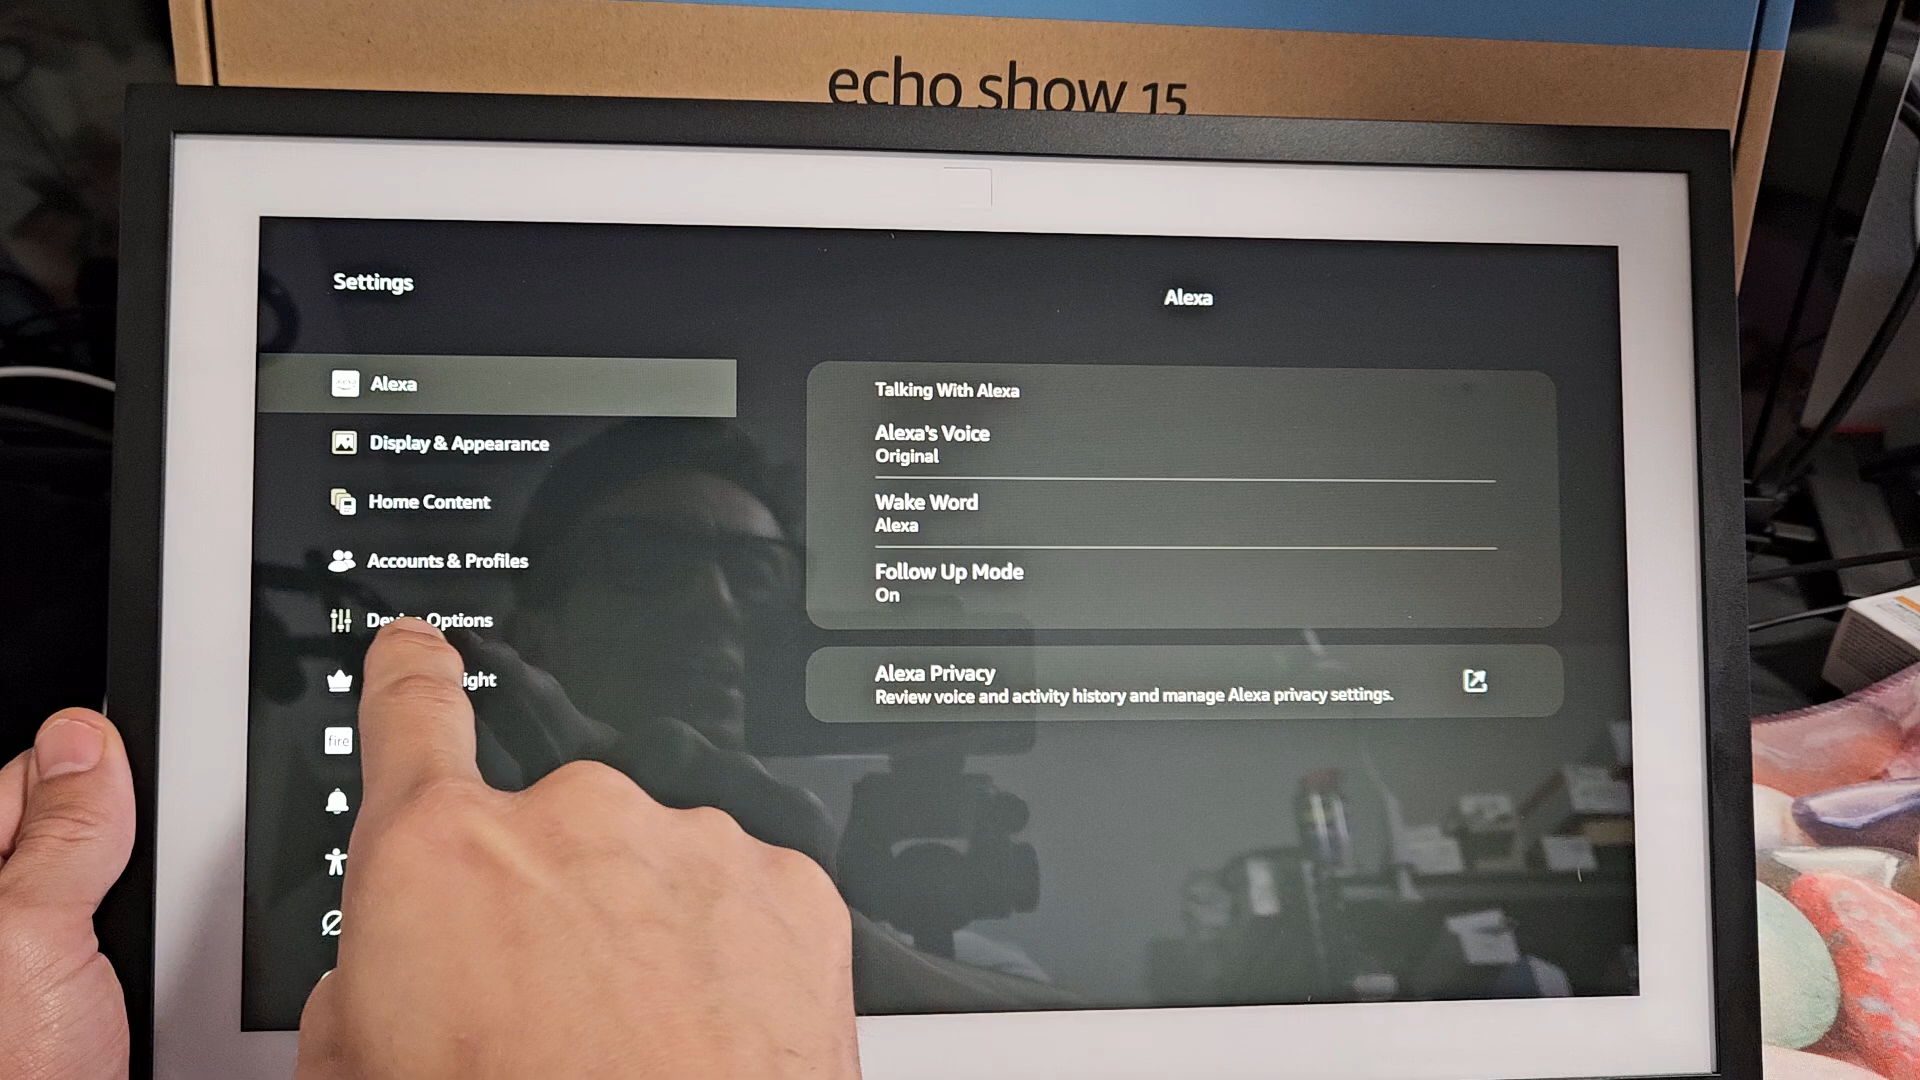 echo show 15
Settings
Alexa
Display & Appearance
Home Content
Accounts & Profiles
Options
fire
Alexa
Talking With Alexa
Alexa's Voice
Original
Wake Word
Alexa
Follow Up Mode
On
Alexa Privacy
Review voice and activity history and manage Alexa privacy settings.